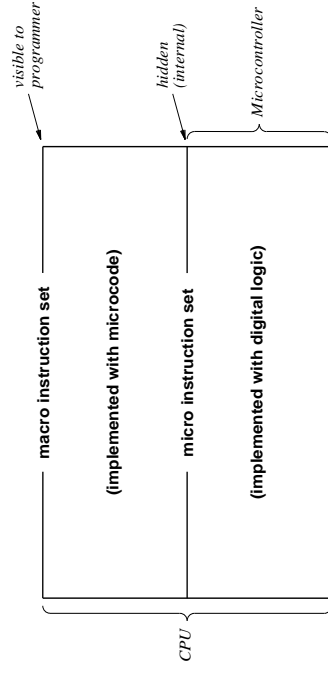 visible to
programmer
macro instruction set
(implemented with microcode)
hidden
(internal)
micro instruction set
(implemented with digital logic)
CPU
Microcontroller